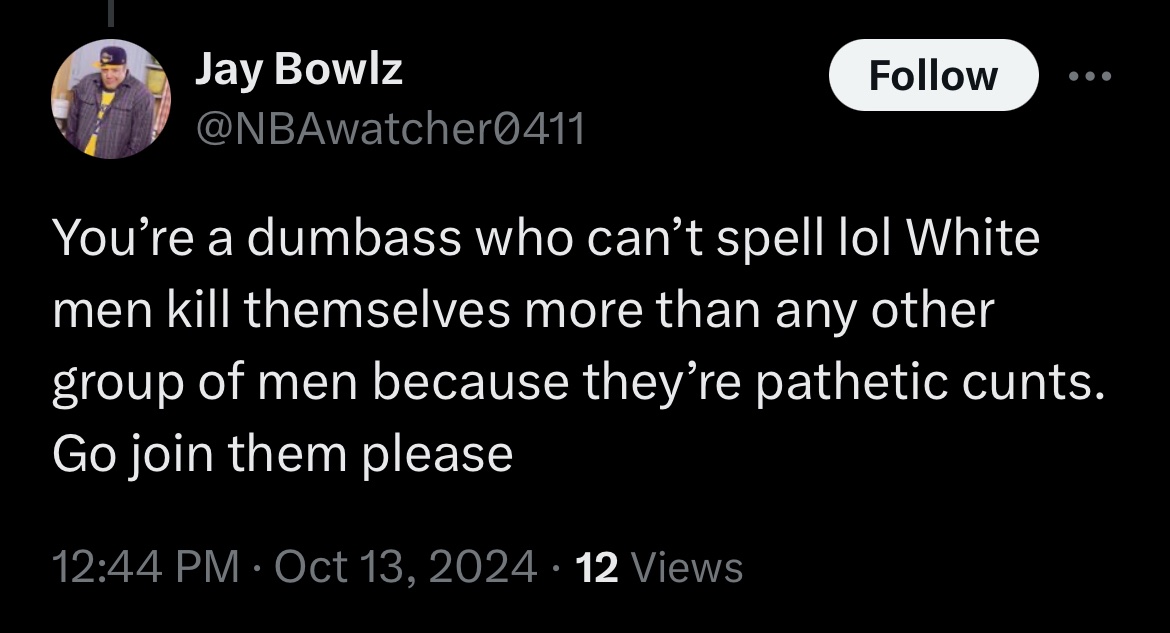 Jay Bowlz
@NBAwatcher0411
Follow
You’re a dumbass who can’t spell lol White
men kill themselves more than any other
group of men because they’re pathetic cunts.
Go join them please
12:44 PM · Oct 13, 2024 · 12 Views